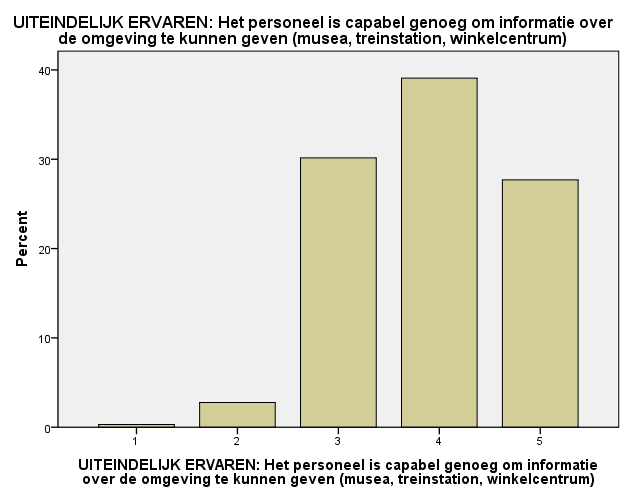 UITEINDELIJK ERVAREN: Het personeel is capabel genoeg om informatie over
de omgeving te kunnen geven (musea, treinstation, winkelcentrum)
40
30
20
10
0
Percent
1 2 3 4 5
UITEINDELIJK ERVAREN: Het personeel is capabel genoeg om informatie
over de omgeving te kunnen geven (musea, treinstation, winkelcentrum)